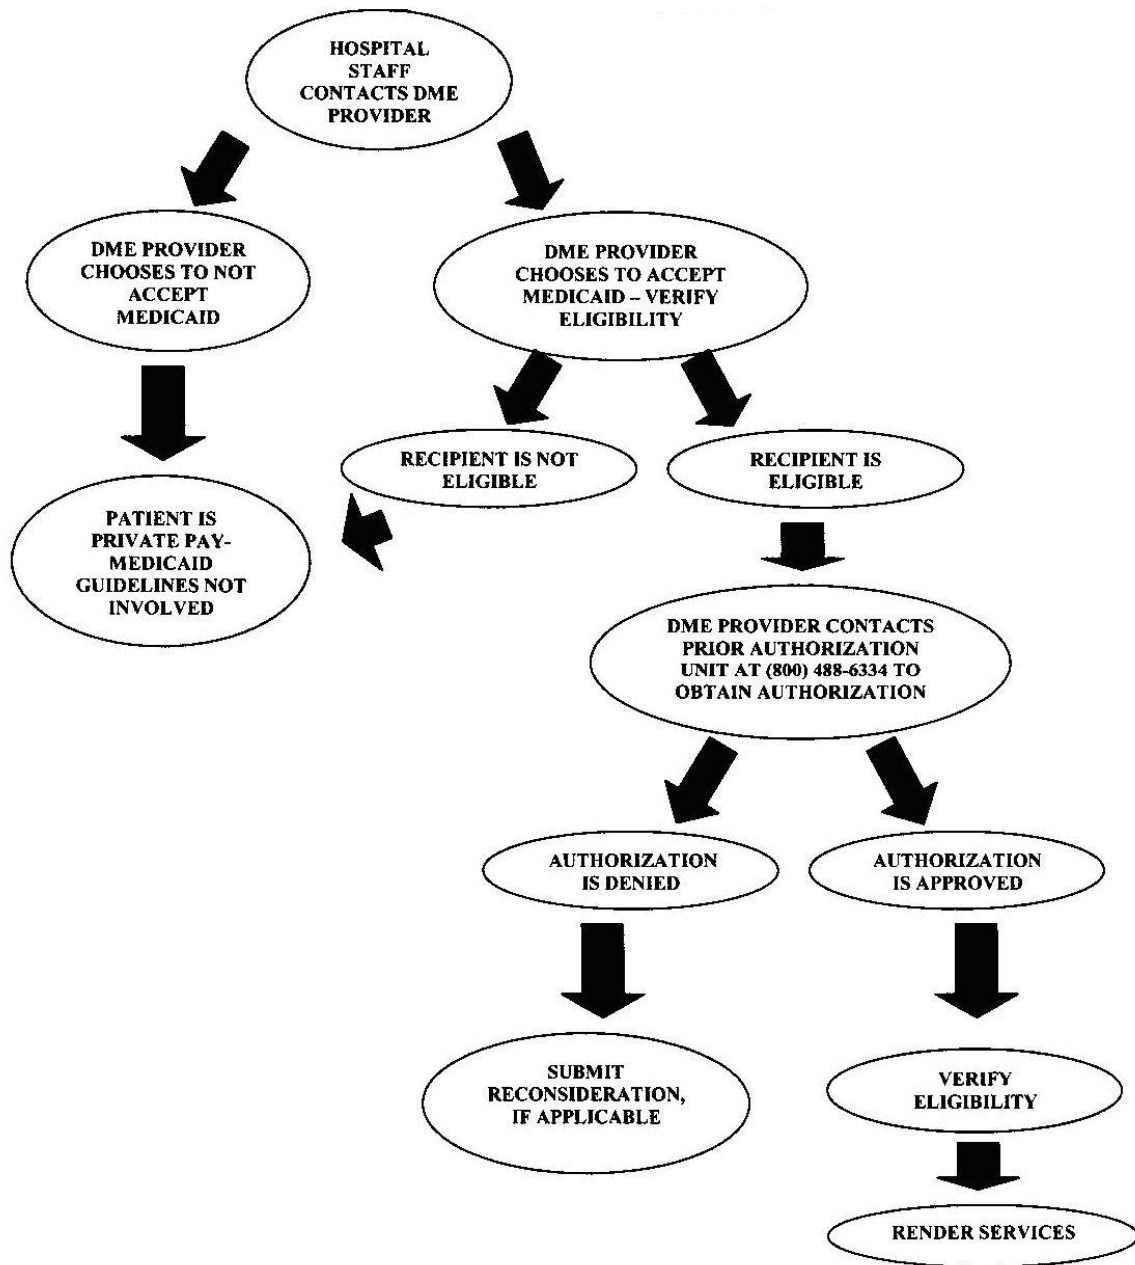 HOSPITAL
STAFF
CONTACTS DME
PROVIDER
DME PROVIDER
CHOOSES TO NOT
ACCEPT
MEDICAID
DME PROVIDER
CHOOSES TO ACCEPT
MEDICAID – VERIFY
ELIGIBILITY
RECIPIENT IS NOT
ELIGIBLE
RECIPIENT IS
ELIGIBLE
PATIENT IS
PRIVATE PAY-
MEDICAID
GUIDELINES NOT
INVOLVED
DME PROVIDER CONTACTS
PRIOR AUTHORIZATION
UNIT AT (800) 488-6334 TO
OBTAIN AUTHORIZATION
AUTHORIZATION
IS DENIED
AUTHORIZATION
IS APPROVED
SUBMIT
RECONSIDERATION,
IF APPLICABLE
VERIFY
ELIGIBILITY
RENDER SERVICES